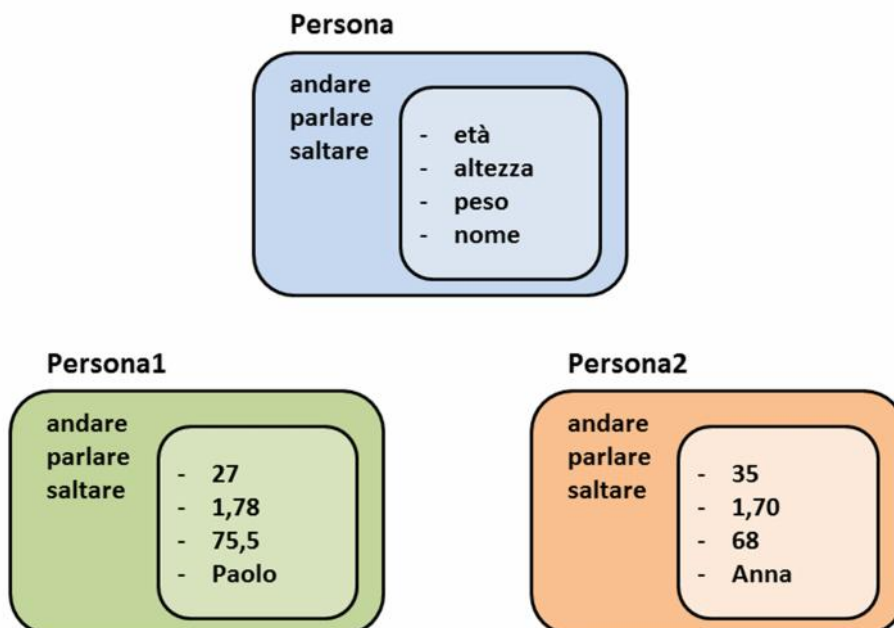 Persona
andare
parlare
saltare
- età
- altezza
- peso
- nome
Persona1
andare
parlare
saltare
- 27
- 1,78
- 75,5
- Paolo
Persona2
andare
parlare
saltare
- 35
- 1,70
- 68
- Anna